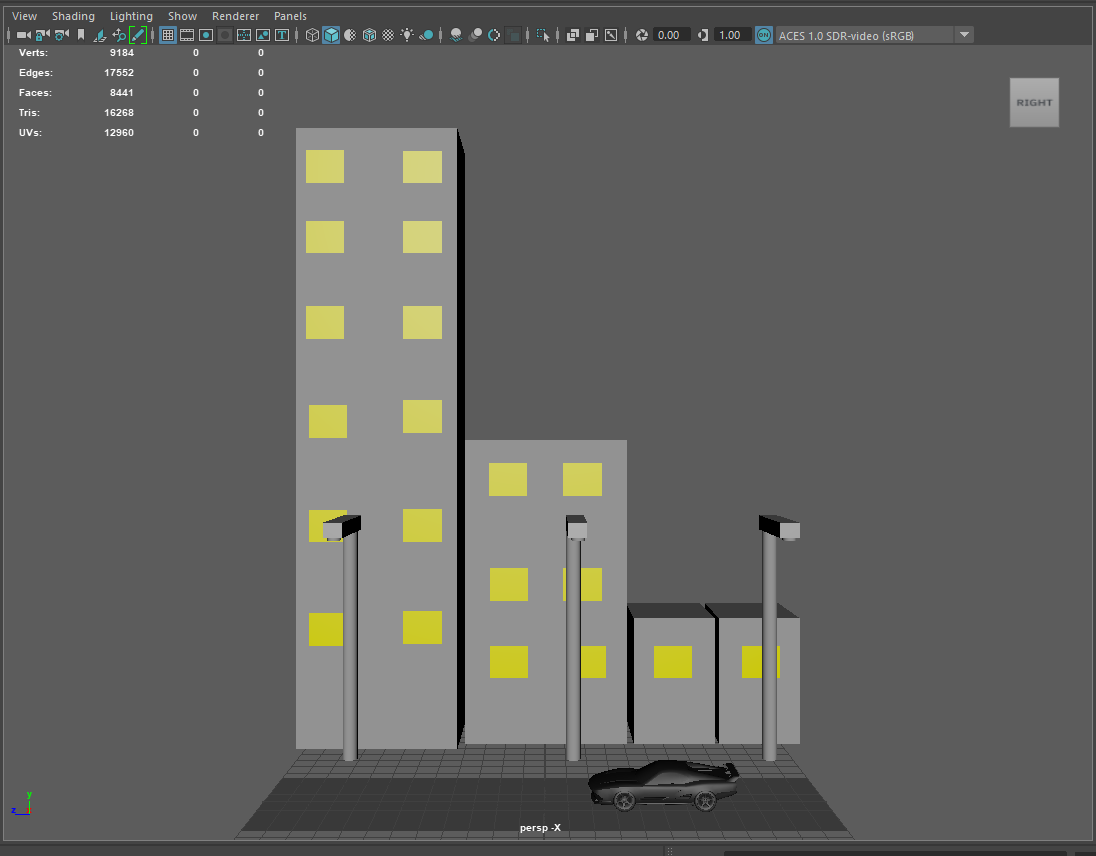 View Shading Lighting Show Renderer Panels
0.00 1.00 ON ACES 1.0 SDR-video (sRGB)
Verts: 9184 0 0
Edges: 17552 0 0
Faces: 8441 0 0
Tris: 16268 0 0
UVs: 12960 0 0
RIGHT
y
z
persp -X